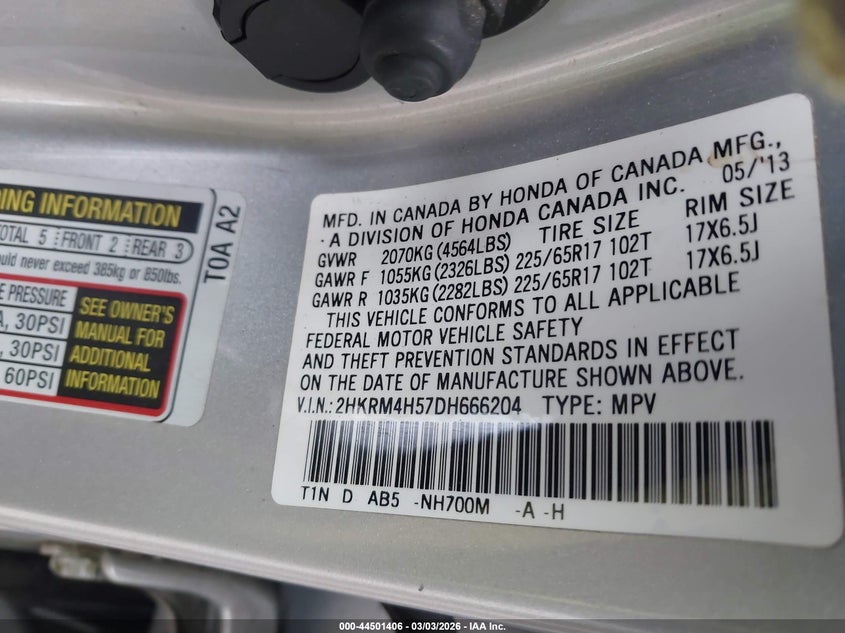 DING INFORMATION
TOTAL 5 FRONT 2 REAR 3
should never exceed 385kg or 850lbs.
PRESSURE
30PSI
30PSI
60PSI
SEE OWNER'S
MANUAL FOR
ADDITIONAL
INFORMATION
T0A A2
MFD. IN CANADA BY HONDA OF CANADA MFG.,
· A DIVISION OF HONDA CANADA INC. 05/'13
GVWR 2070KG (4564LBS) TIRE SIZE RIM SIZE
GAWR F 1055KG (2326LBS) 225/65R17 102T 17X6.5J
GAWR R 1035KG (2282LBS) 225/65R17 102T 17X6.5J
THIS VEHICLE CONFORMS TO ALL APPLICABLE
FEDERAL MOTOR VEHICLE SAFETY
AND THEFT PREVENTION STANDARDS IN EFFECT
ON THE DATE OF MANUFACTURE SHOWN ABOVE.
V.I.N.: 2HKRM4H57DH666204 TYPE: MPV
T1N D AB5 -NH700M -A -H
000-44501406 - 03/03/2026 - IAA Inc.